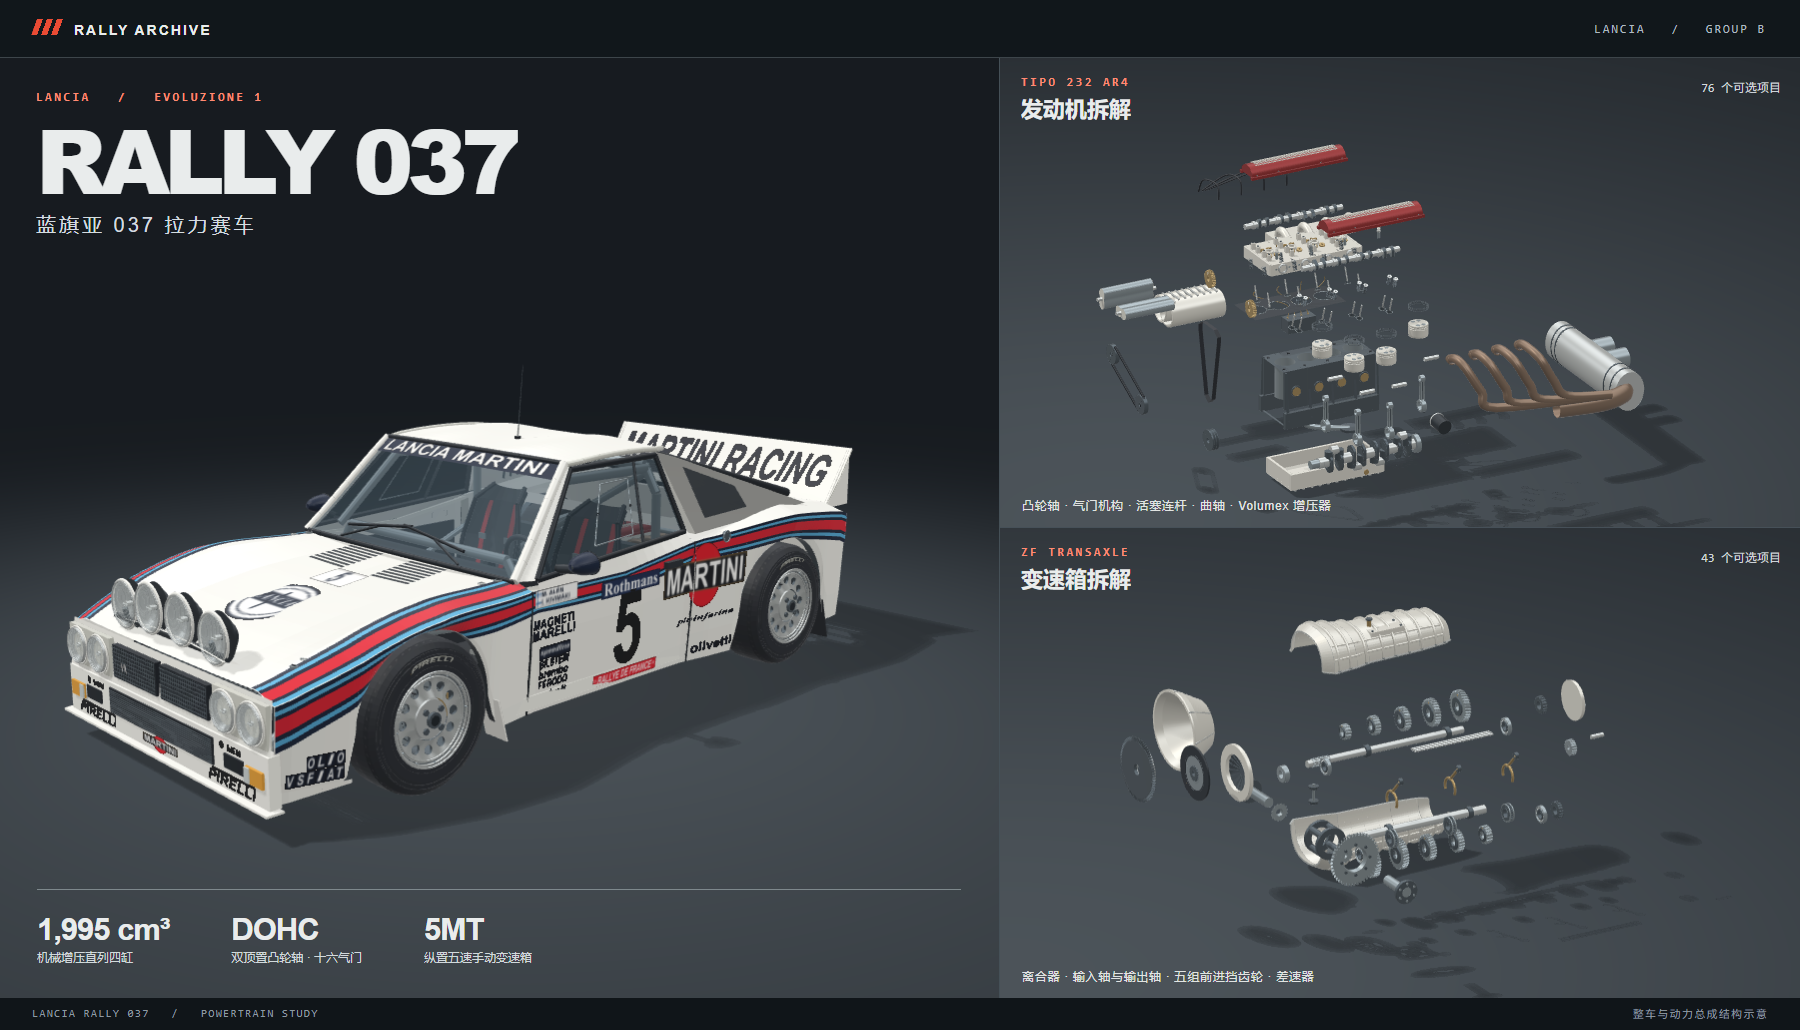 RALLY ARCHIVE
LANCIA / GROUP B
LANCIA / EVOLUZIONE 1
RALLY 037
蓝旗亚 037 拉力赛车
LANCIA MARTINI
MARTINI RACING
Rothmans
MARTINI
5
pininfarina
olivetti
MAGNETI
MARELLI
FERODO
RALLYE DE FRANCE
PIRELLI
PIRELLI
MARTINI
PIRELLI
OLIO
FIAT
1,995 cm³
机械增压直列四缸
DOHC
双顶置凸轮轴 · 十六气门
5MT
纵置五速手动变速箱
TIPO 232 AR4
发动机拆解
76 个可选项目
凸轮轴 · 气门机构 · 活塞连杆 · 曲轴 · Volumex 增压器
ZF TRANSAXLE
变速箱拆解
43 个可选项目
离合器 · 输入轴与输出轴 · 五组前进挡齿轮 · 差速器
LANCIA RALLY 037 / POWERTRAIN STUDY
整车与动力总成结构示意